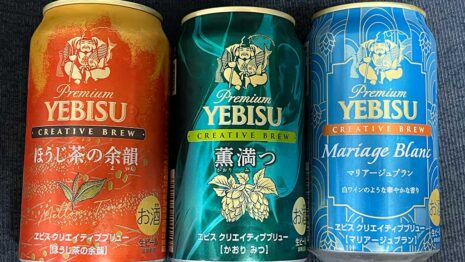 Premium
YEBISU
CREATIVE BREW
ほうじ茶の余韻
お酒
ヱビス クリエイティブブリュー
[ほうじ茶の余韻]
Premium
YEBISU
CREATIVE BREW
薫満つ
お酒
ヱビス クリエイティブブリュー
[かおり みつ]
Premium
YEBISU
CREATIVE BREW
Mariage Blanc
マリアージュブラン
白ワインのような華やかな香り
お酒
ヱビス クリエイティブブリュー
[マリアージュブラン]